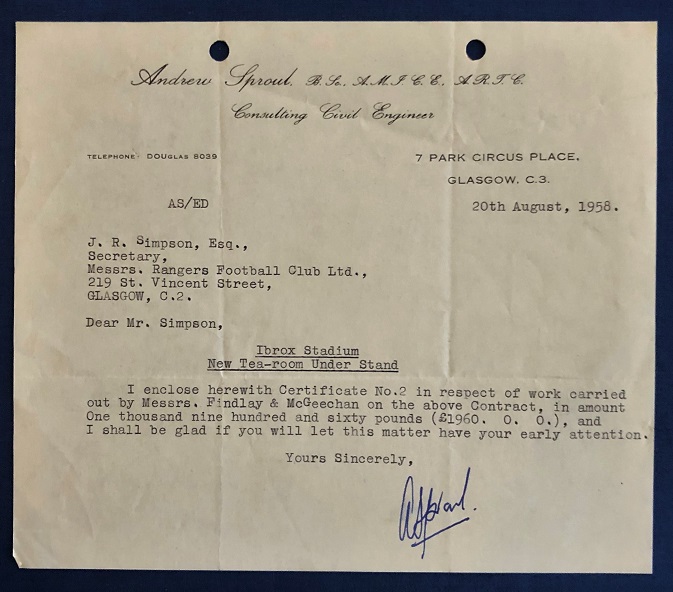 Andrew Sproul, B.Sc., A.M.I.C.E., A.R.T.C.
Consulting Civil Engineer
TELEPHONE: DOUGLAS 8039
7 PARK CIRCUS PLACE,
GLASGOW, C.3.
AS/ED
20th August, 1958.
J. R. Simpson, Esq.,
Secretary,
Messrs. Rangers Football Club Ltd.,
219 St. Vincent Street,
GLASGOW, C.2.
Dear Mr. Simpson,
Ibrox Stadium
New Tea-room Under Stand
I enclose herewith Certificate No.2 in respect of work carried
out by Messrs. Findlay & McGeechan on the above Contract, in amount
One thousand nine hundred and sixty pounds (£1960. 0. 0.), and
I shall be glad if you will let this matter have your early attention.
Yours Sincerely,
ASproul.